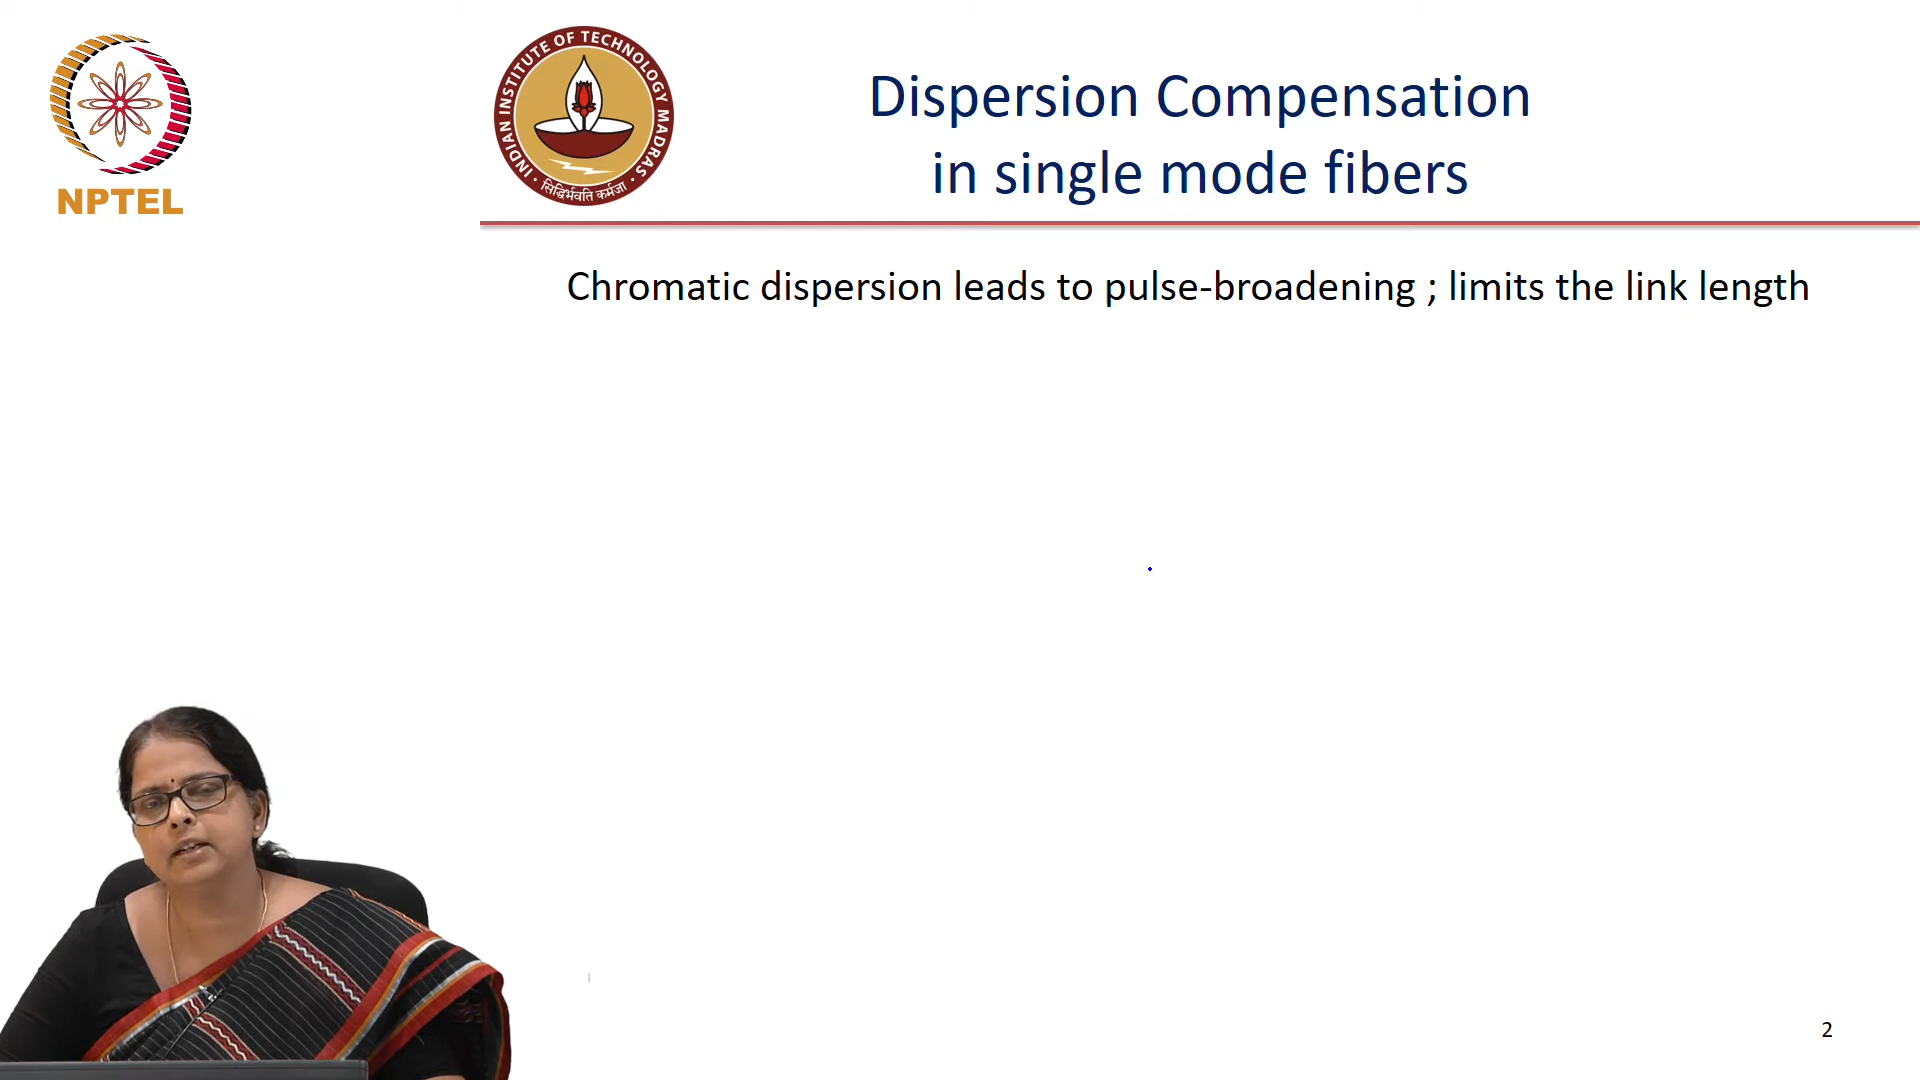 NPTEL
INDIAN INSTITUTE OF TECHNOLOGY MADRAS
सिद्धिर्भवति कर्मजा
Dispersion Compensation
in single mode fibers
Chromatic dispersion leads to pulse-broadening ; limits the link length
2